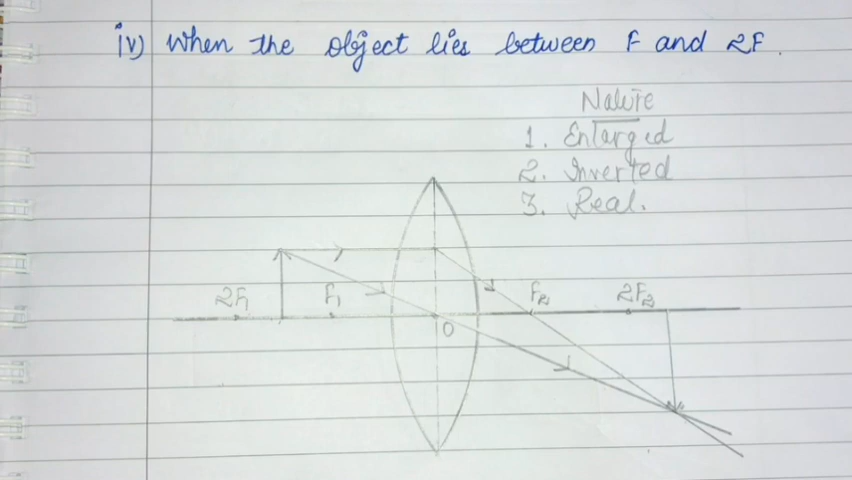 iv) When the object lies between F and 2F.
Nature
1. Enlarged
2. Inverted
3. Real.
2F₁ F₁ F₂ 2F₂
O